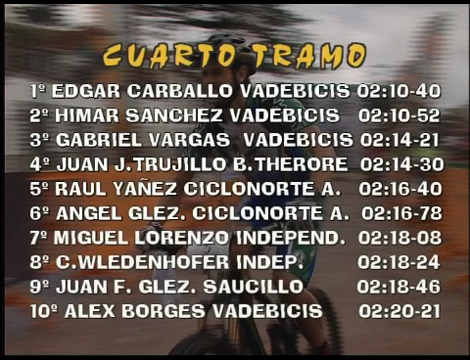 CUARTO TRAMO
1º EDGAR CARBALLO VADEBICIS 02:10-40
2º HIMAR SANCHEZ VADEBICIS 02:10-52
3º GABRIEL VARGAS VADEBICIS 02:14-21
4º JUAN J.TRUJILLO B.THERORE 02:14-30
5º RAUL YAÑEZ CICLONORTE A. 02:16-40
6º ANGEL GLEZ. CICLONORTE A. 02:16-78
7º MIGUEL LORENZO INDEPEND. 02:18-08
8º C.WLEDENHOFER INDEP. 02:18-24
9º JUAN F. GLEZ. SAUCILLO 02:18-46
10º ALEX BORGES VADEBICIS 02:20-21